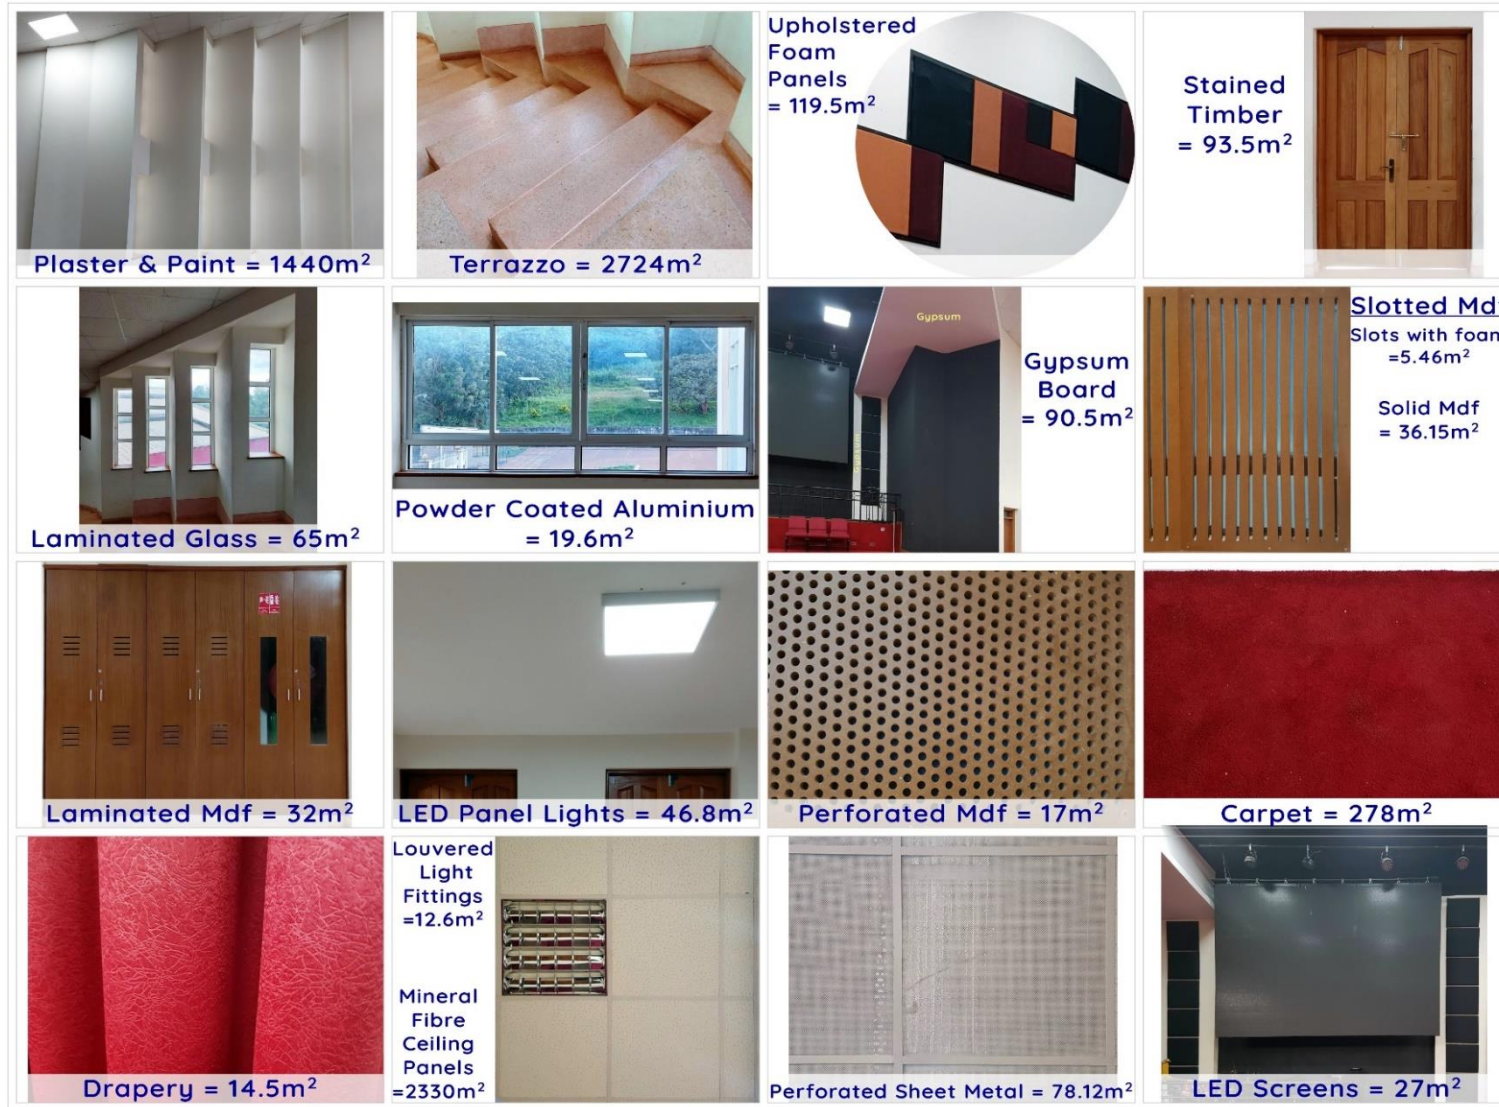 Plaster & Paint = 1440m²
Terrazzo = 2724m²
Upholstered
Foam
Panels
= 119.5m²
Stained
Timber
= 93.5m²
Laminated Glass = 65m²
Powder Coated Aluminium
= 19.6m²
Gypsum
Gypsum
Gypsum
Board
= 90.5m²
Slotted Md
Slots with foam
=5.46m²
Solid Mdf
= 36.15m²
Laminated Mdf = 32m²
LED Panel Lights = 46.8m²
Perforated Mdf = 17m²
Carpet = 278m²
Drapery = 14.5m²
Louvered
Light
Fittings
=12.6m²
Mineral
Fibre
Ceiling
Panels
=2330m²
Perforated Sheet Metal = 78.12m²
LED Screens = 27m²